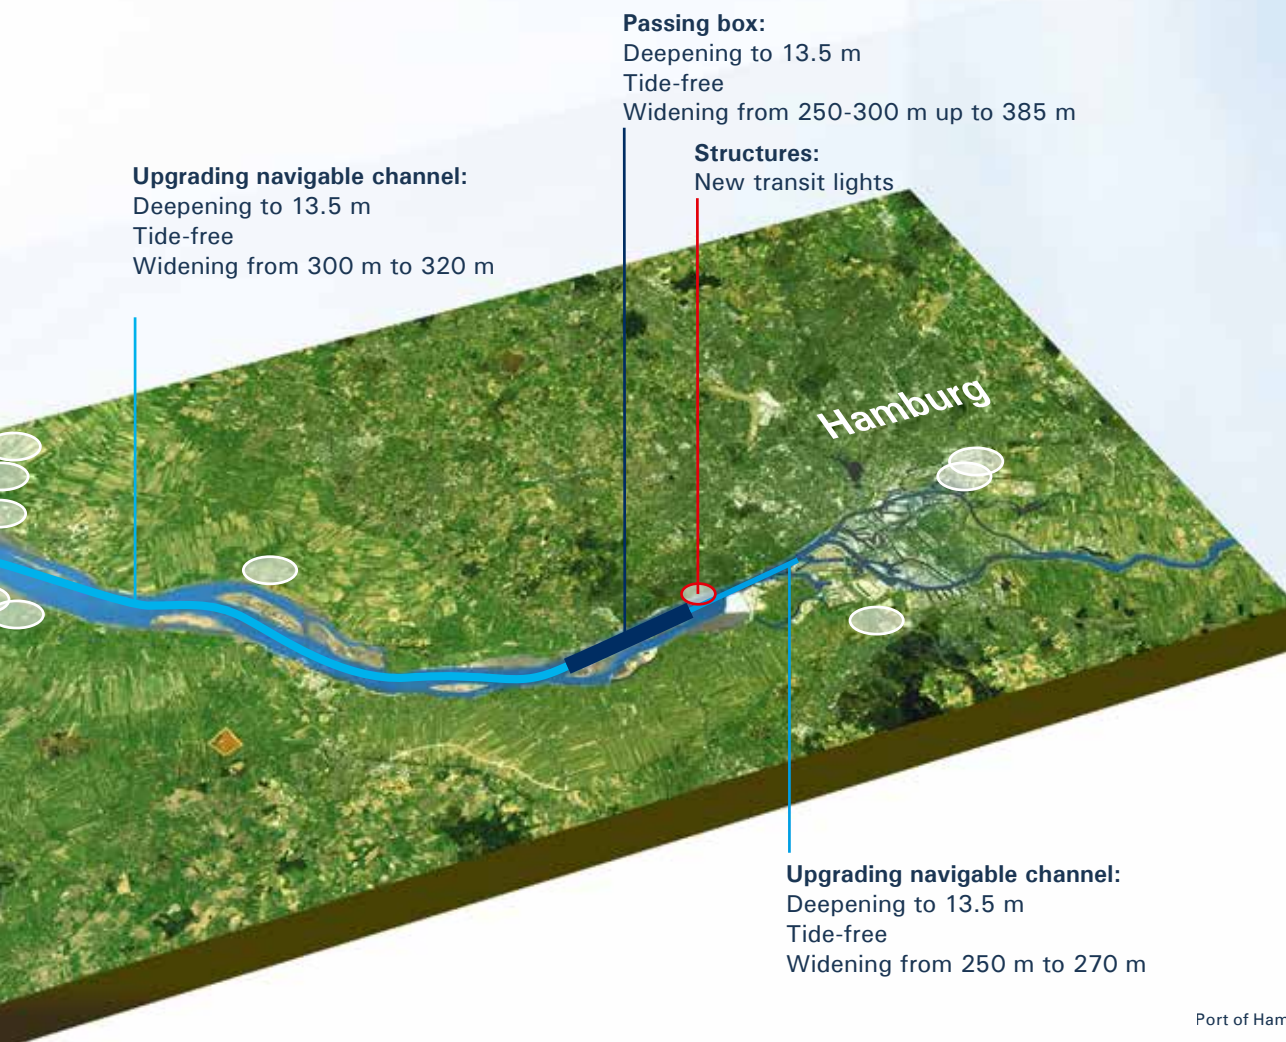 Passing box:
Deepening to 13.5 m
Tide-free
Widening from 250-300 m up to 385 m
Structures:
New transit lights
Upgrading navigable channel:
Deepening to 13.5 m
Tide-free
Widening from 300 m to 320 m
Hamburg
Upgrading navigable channel:
Deepening to 13.5 m
Tide-free
Widening from 250 m to 270 m
Port of Ham